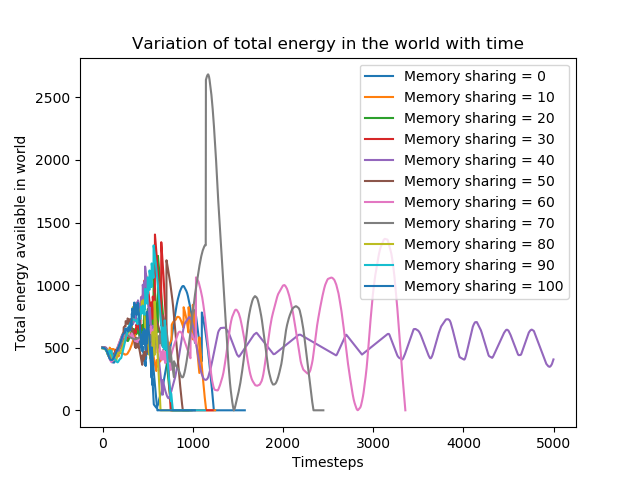 Variation of total energy in the world with time
Total energy available in world
2500
2000
1500
1000
500
0
Memory sharing = 0
Memory sharing = 10
Memory sharing = 20
Memory sharing = 30
Memory sharing = 40
Memory sharing = 50
Memory sharing = 60
Memory sharing = 70
Memory sharing = 80
Memory sharing = 90
Memory sharing = 100
0 1000 2000 3000 4000 5000
Timesteps